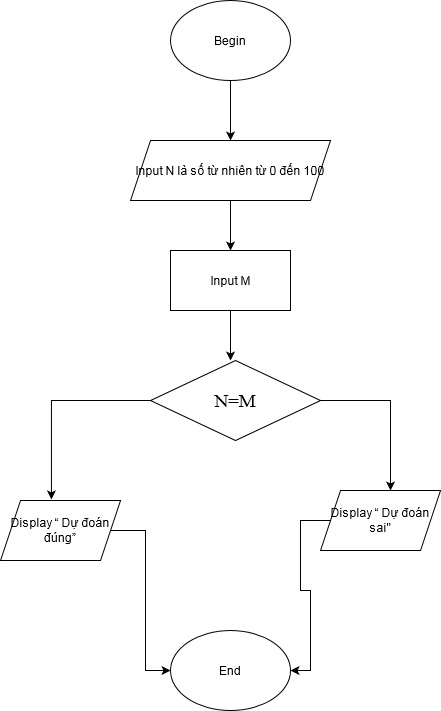 Begin
Input N là số từ nhiên từ 0 đến 100
Input M
N=M
Display “ Dự đoán
đúng”
Display “ Dự đoán
sai"
End